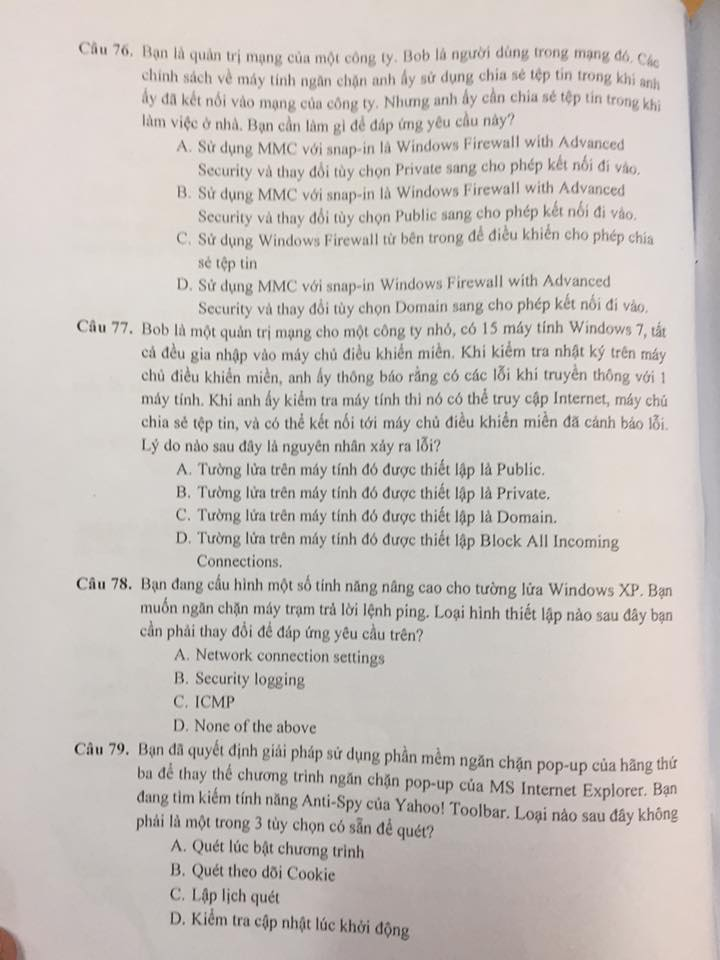 Câu 76. Bạn là quản trị mạng của một công ty. Bob là người dùng trong mạng đó. Các
chính sách về máy tính ngăn chặn anh ấy sử dụng chia sẻ tệp tin trong khi anh
ấy đã kết nối vào mạng của công ty. Nhưng anh ấy cần chia sẻ tệp tin trong khi
làm việc ở nhà. Bạn cần làm gì để đáp ứng yêu cầu này?
A. Sử dụng MMC với snap-in là Windows Firewall with Advanced
Security và thay đổi tùy chọn Private sang cho phép kết nối đi vào.
B. Sử dụng MMC với snap-in là Windows Firewall with Advanced
Security và thay đổi tùy chọn Public sang cho phép kết nối đi vào.
C. Sử dụng Windows Firewall từ bên trong để điều khiển cho phép chia
sẻ tệp tin
D. Sử dụng MMC với snap-in Windows Firewall with Advanced
Security và thay đổi tùy chọn Domain sang cho phép kết nối đi vào.
Câu 77. Bob là một quản trị mạng cho một công ty nhỏ, có 15 máy tính Windows 7, tất
cả đều gia nhập vào máy chủ điều khiển miền. Khi kiểm tra nhật ký trên máy
chủ điều khiển miền, anh ấy thông báo rằng có các lỗi khi truyền thông với 1
máy tính. Khi anh ấy kiểm tra máy tính thì nó có thể truy cập Internet, máy chủ
chia sẻ tệp tin, và có thể kết nối tới máy chủ điều khiển miền đã cảnh báo lỗi.
Lý do nào sau đây là nguyên nhân xảy ra lỗi?
A. Tường lửa trên máy tính đó được thiết lập là Public.
B. Tường lửa trên máy tính đó được thiết lập là Private.
C. Tường lửa trên máy tính đó được thiết lập là Domain.
D. Tường lửa trên máy tính đó được thiết lập Block All Incoming
Connections.
Câu 78. Bạn đang cấu hình một số tính năng nâng cao cho tường lửa Windows XP. Bạn
muốn ngăn chặn máy trạm trả lời lệnh ping. Loại hình thiết lập nào sau đây bạn
cần phải thay đổi để đáp ứng yêu cầu trên?
A. Network connection settings
B. Security logging
C. ICMP
D. None of the above
Câu 79. Bạn đã quyết định giải pháp sử dụng phần mềm ngăn chặn pop-up của hãng thứ
ba để thay thế chương trình ngăn chặn pop-up của MS Internet Explorer. Bạn
đang tìm kiếm tính năng Anti-Spy của Yahoo! Toolbar. Loại nào sau đây không
phải là một trong 3 tùy chọn có sẵn để quét?
A. Quét lúc bật chương trình
B. Quét theo dõi Cookie
C. Lập lịch quét
D. Kiểm tra cập nhật lúc khởi động